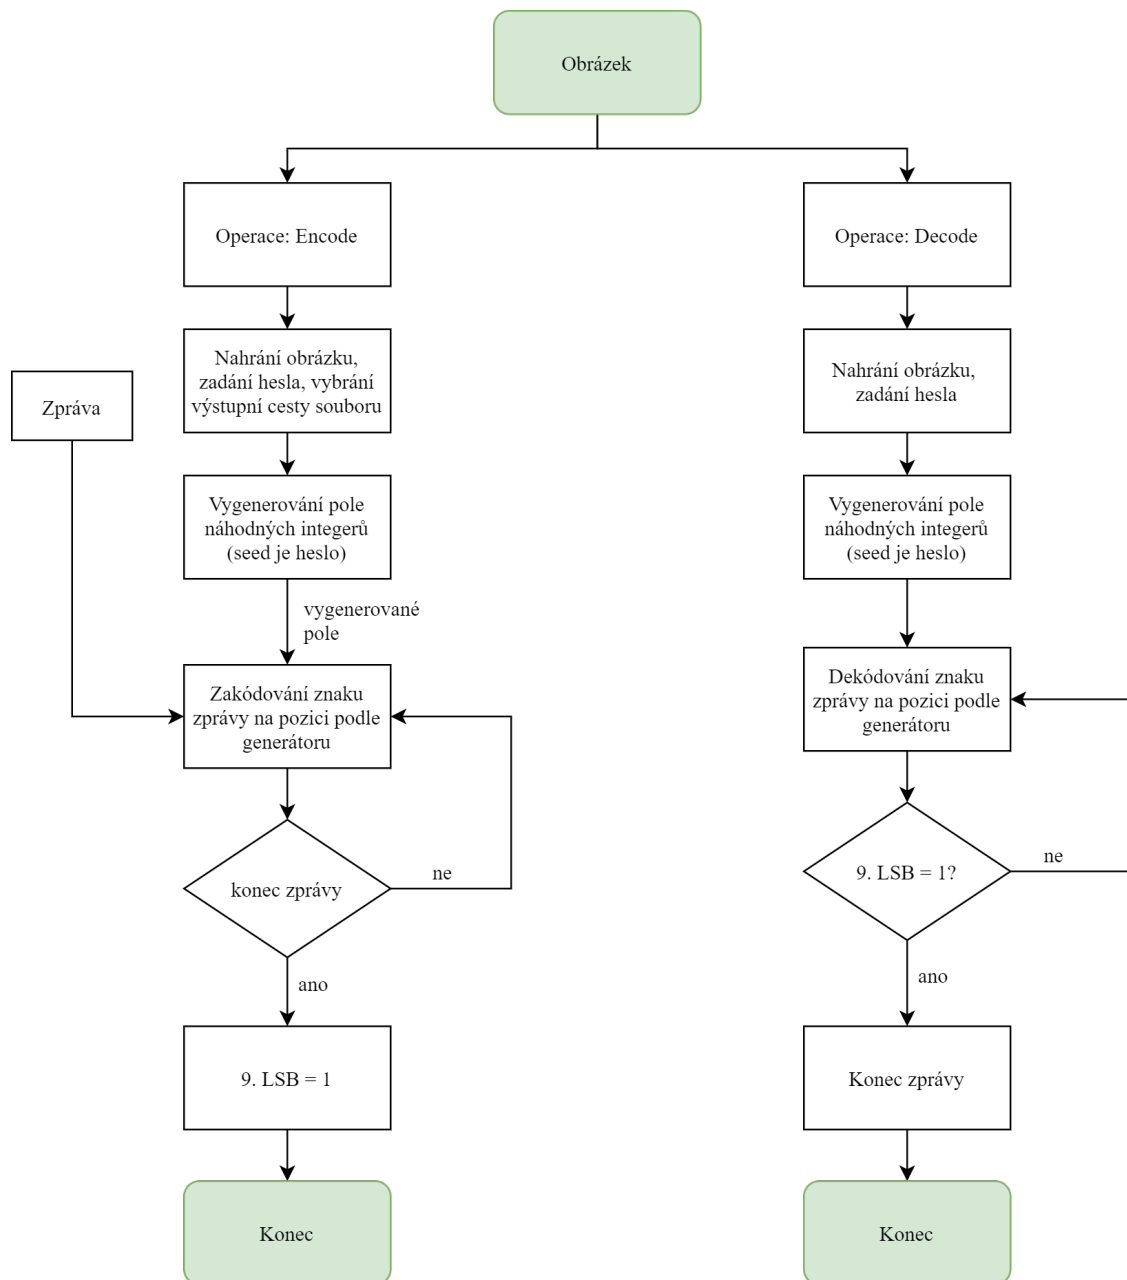 Obrázek
Operace: Encode
Nahrání obrázku,
zadání hesla, vybrání
výstupní cesty souboru
Zpráva
Vygenerování pole
náhodných integerů
(seed je heslo)
vygenerované
pole
Zakódování znaku
zprávy na pozici podle
generátoru
konec zprávy
ne
ano
9. LSB = 1
Konec
Operace: Decode
Nahrání obrázku,
zadání hesla
Vygenerování pole
náhodných integerů
(seed je heslo)
Dekódování znaku
zprávy na pozici podle
generátoru
9. LSB = 1?
ne
ano
Konec zprávy
Konec